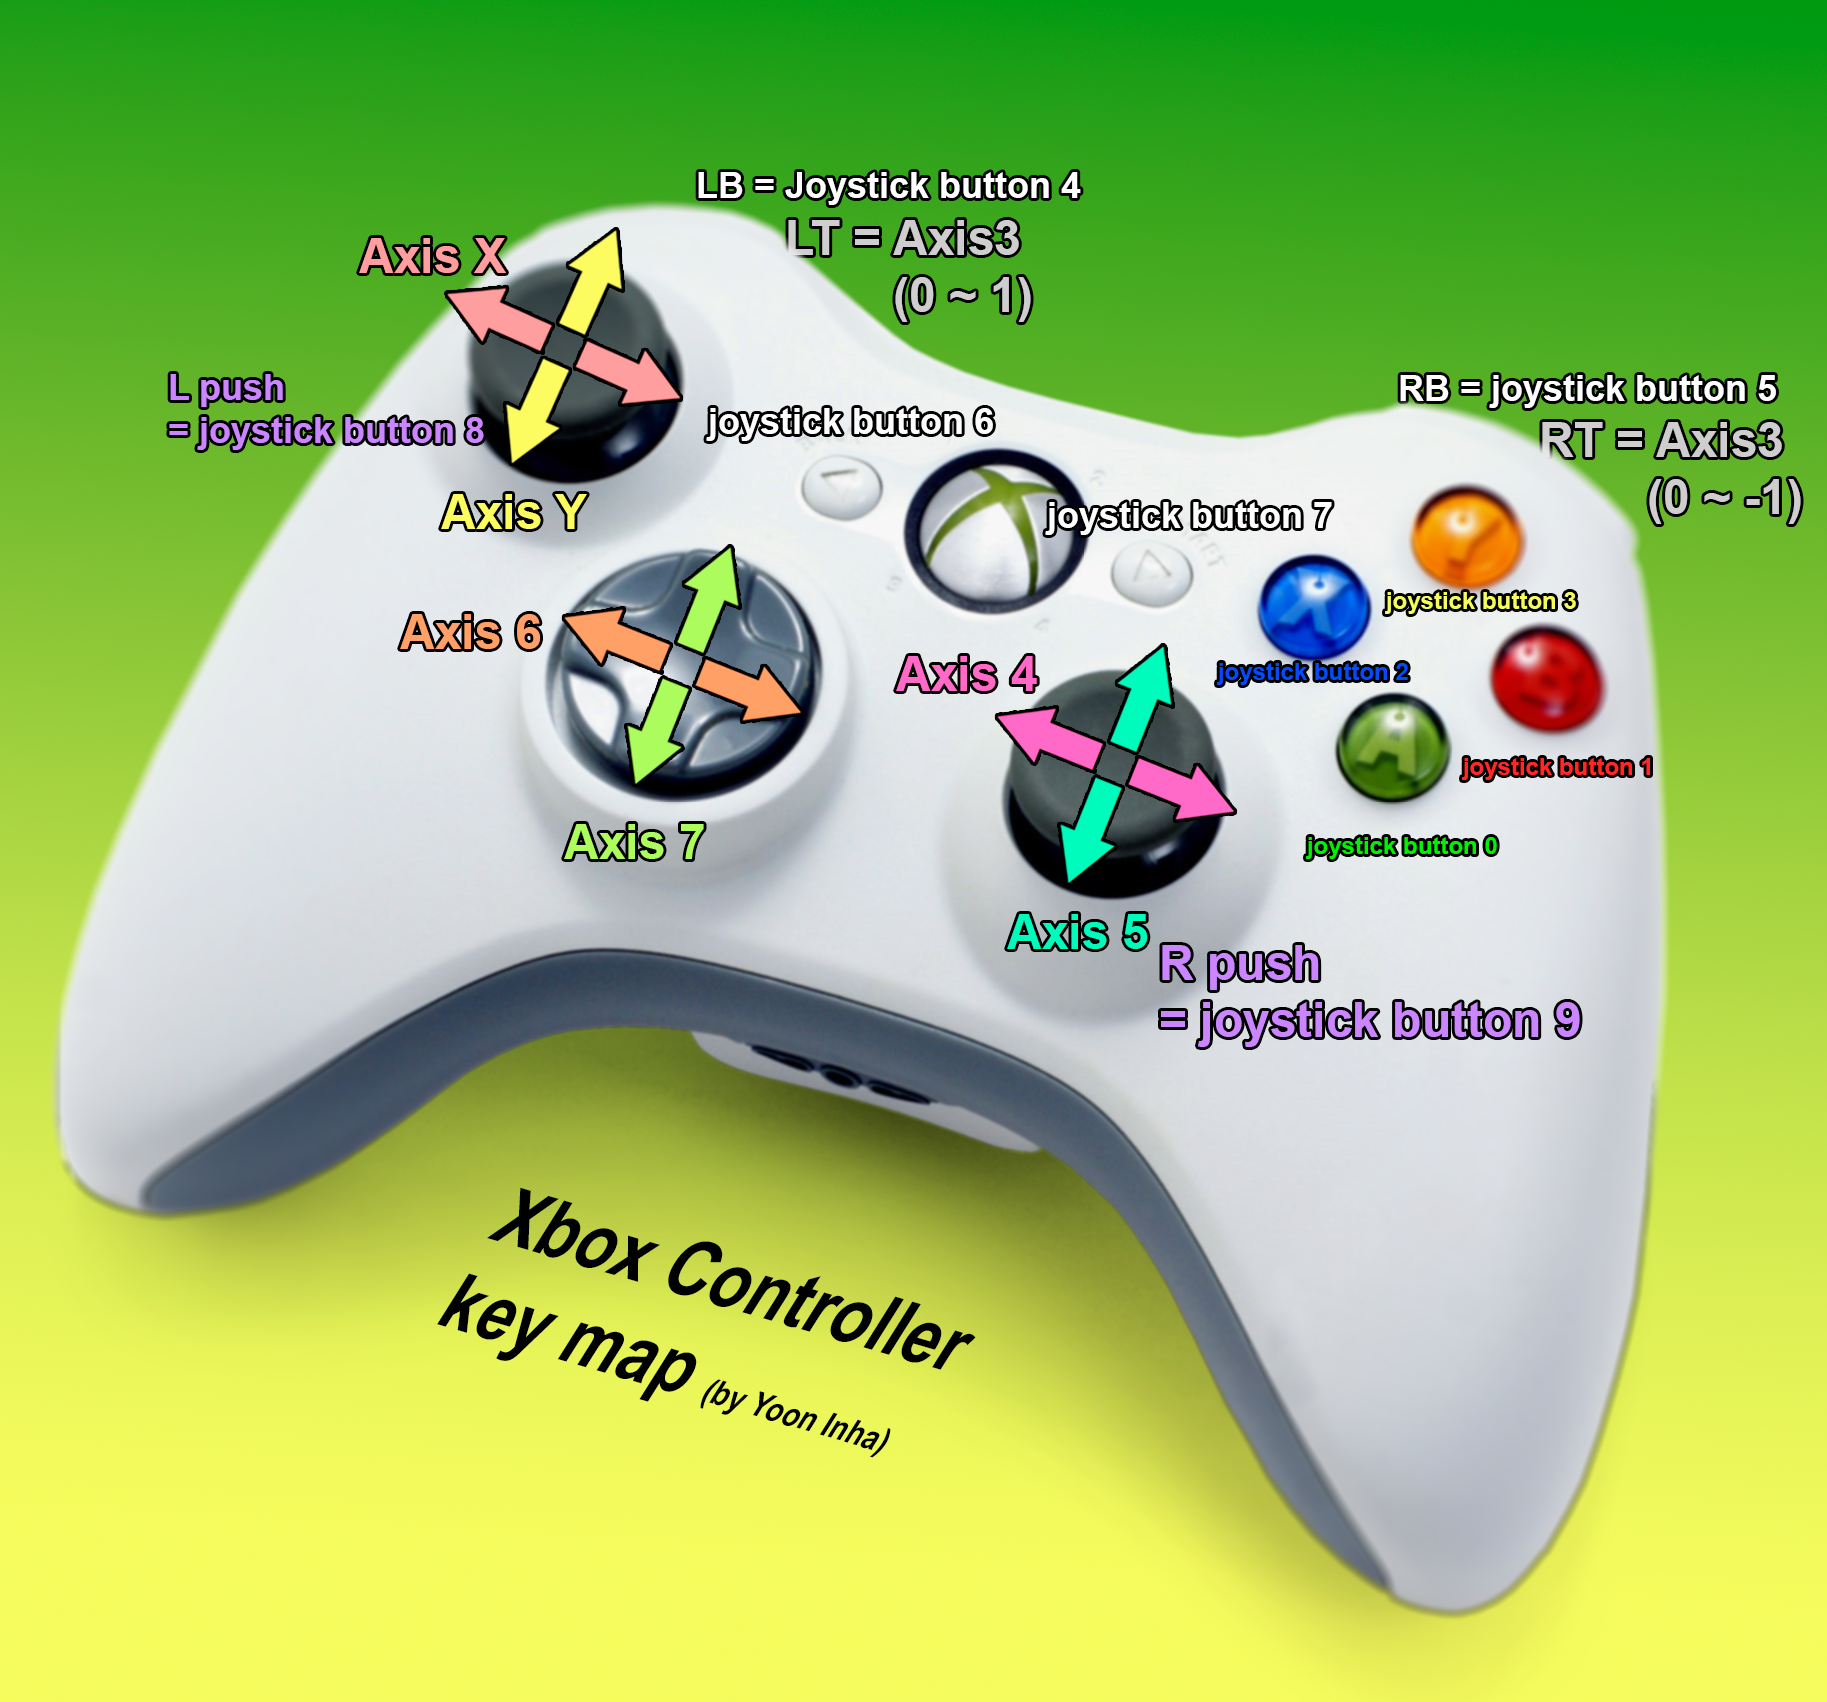 LB = Joystick button 4
LT = Axis3
(0 ~ 1)
Axis X
L push
= joystick button 8
joystick button 6
RB = joystick button 5
RT = Axis3
(0 ~ -1)
Axis Y
joystick button 7
Y
X
joystick button 3
Axis 6
Axis 4
joystick button 2
B
A
joystick button 1
Axis 7
joystick button 0
Axis 5
R push
= joystick button 9
Xbox Controller
key map (by Yoon Inha)